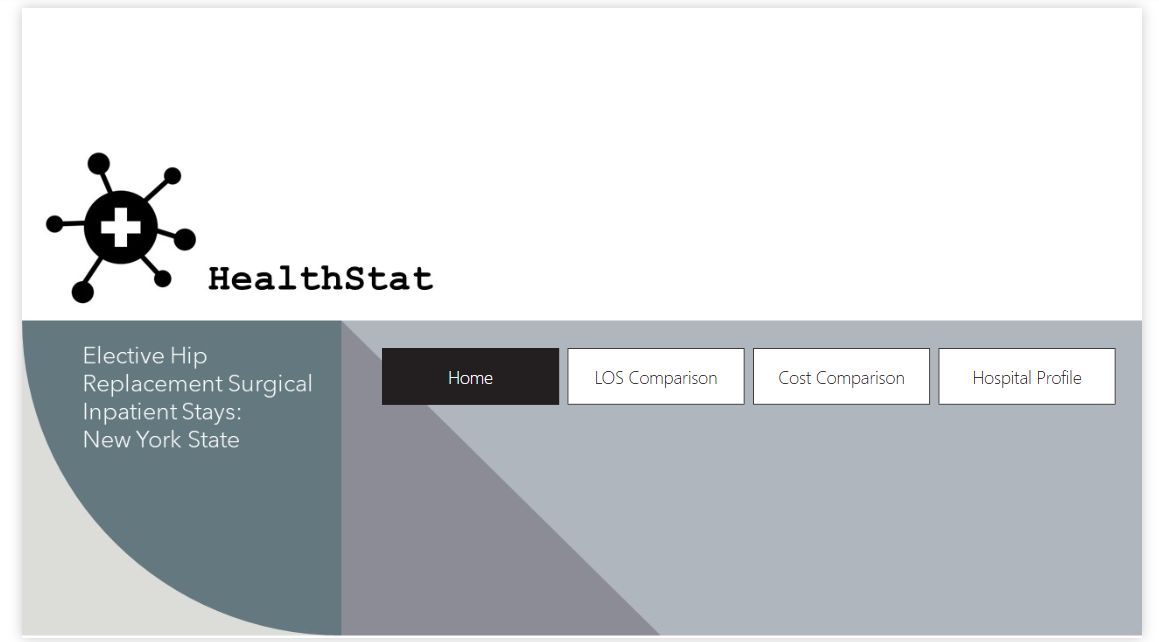 HealthStat
Elective Hip
Replacement Surgical
Inpatient Stays:
New York State
Home
LOS Comparison
Cost Comparison
Hospital Profile